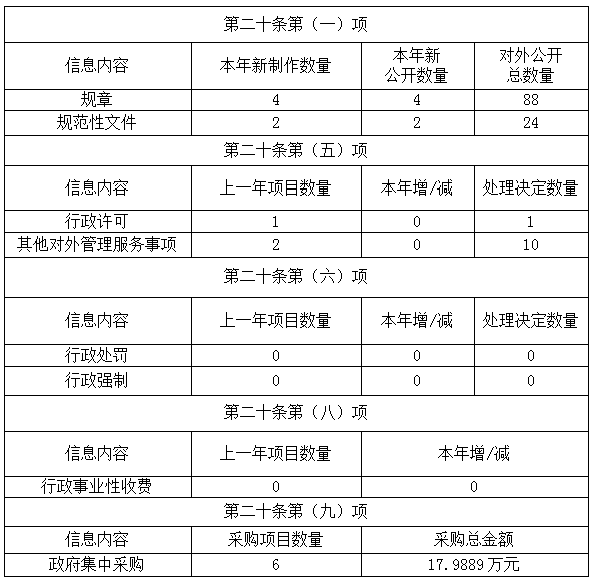 第二十条第（一）项
信息内容 本年新制作数量 本年新公开数量 对外公开总数量
规章 4 4 88
规范性文件 2 2 24
第二十条第（五）项
信息内容 上一年项目数量 本年增/减 处理决定数量
行政许可 1 0 1
其他对外管理服务事项 2 0 10
第二十条第（六）项
信息内容 上一年项目数量 本年增/减 处理决定数量
行政处罚 0 0 0
行政强制 0 0 0
第二十条第（八）项
信息内容 上一年项目数量 本年增/减
行政事业性收费 0 0
第二十条第（九）项
信息内容 采购项目数量 采购总金额
政府集中采购 6 17.9889万元